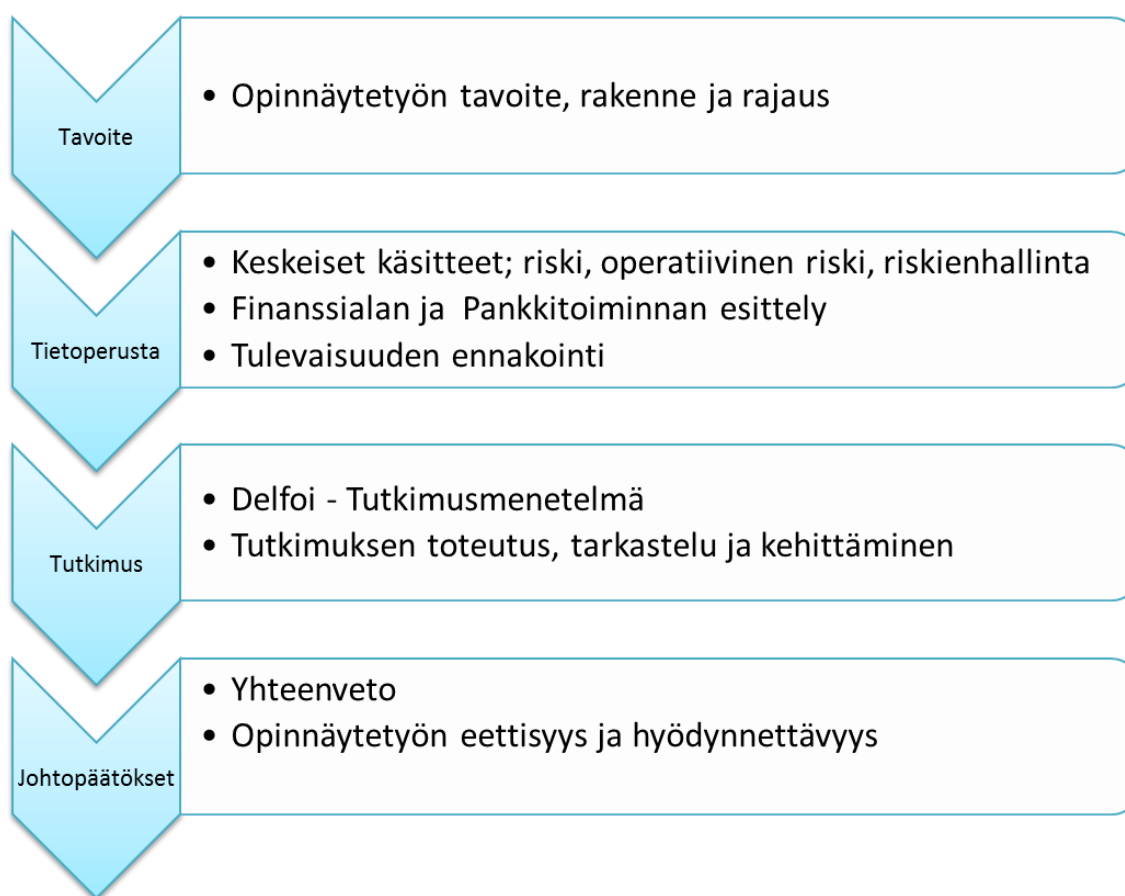 Tavoite
• Opinnäytetyön tavoite, rakenne ja rajaus
Tietoperusta
• Keskeiset käsitteet; riski, operatiivinen riski, riskienhallinta
• Finanssialan ja Pankkitoiminnan esittely
• Tulevaisuuden ennakointi
Tutkimus
• Delfoi - Tutkimusmenetelmä
• Tutkimuksen toteutus, tarkastelu ja kehittäminen
Johtopäätökset
• Yhteenveto
• Opinnäytetyön eettisyys ja hyödynnettävyys